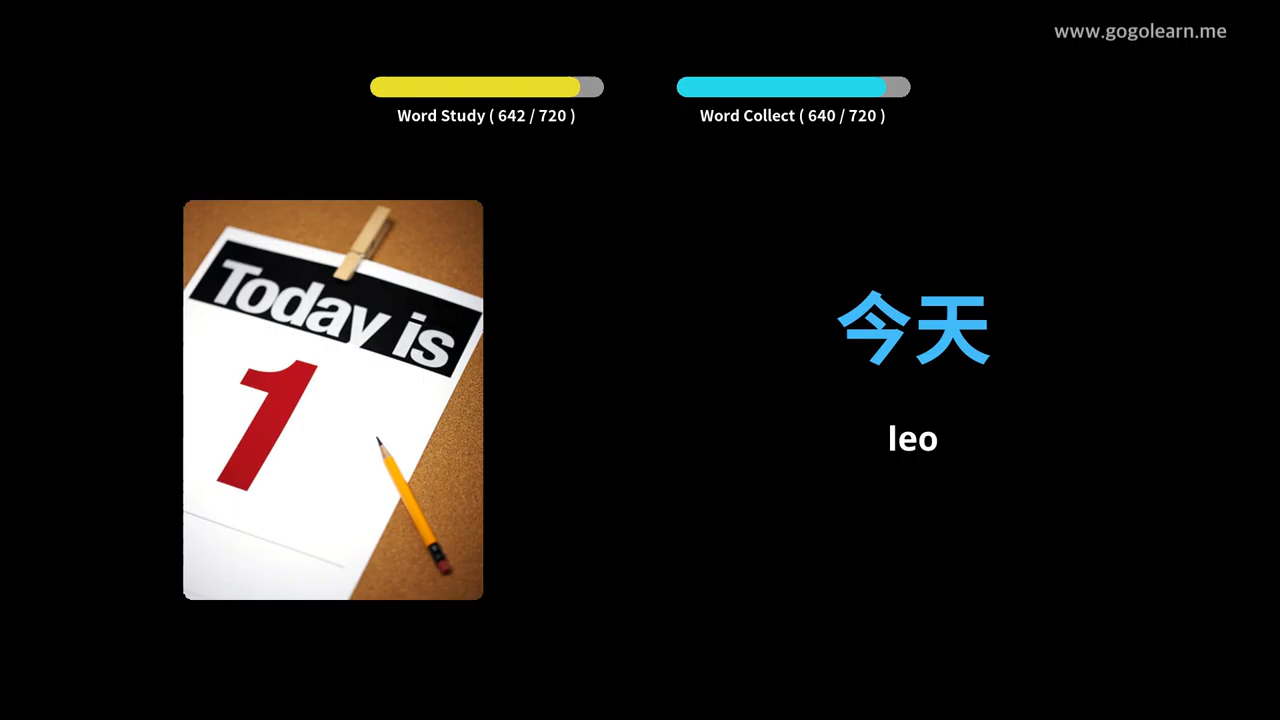 www.gogolearn.me
Word Study ( 642 / 720 )
Word Collect ( 640 / 720 )
Today is
1
今天
leo